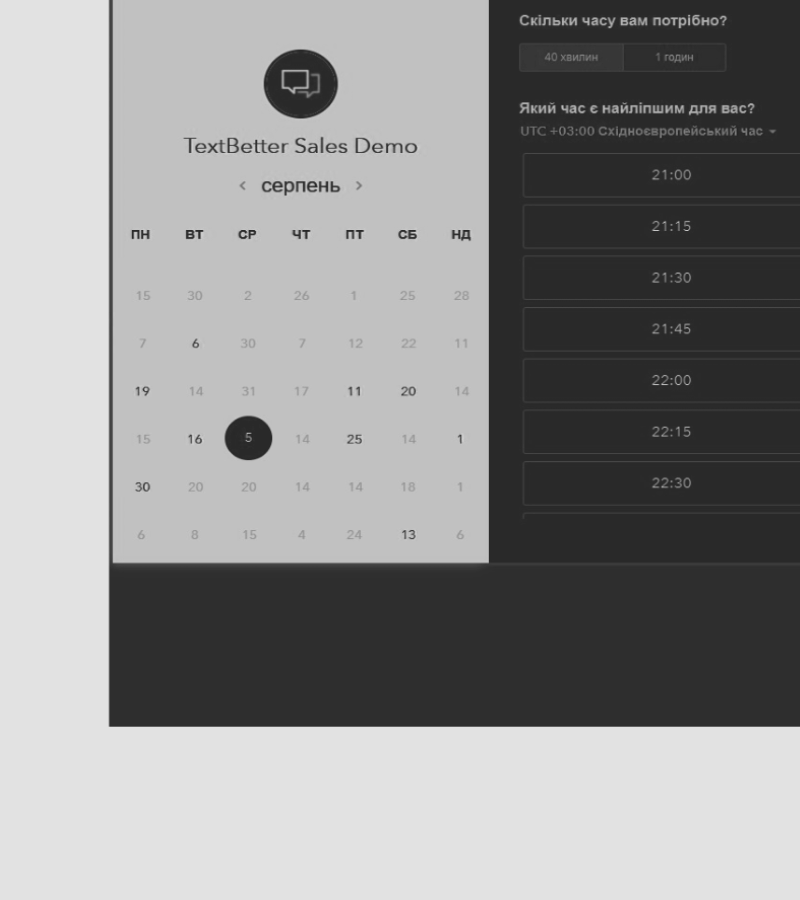 TextBetter Sales Demo
< серпень >
ПН ВТ СР ЧТ ПТ СБ НД
15 30 2 26 1 25 28
7 6 30 7 12 22 11
19 14 31 17 11 20 14
15 16 5 14 25 14 1
30 20 20 14 14 18 1
6 8 15 4 24 13 6
Скільки часу вам потрібно?
40 хвилин 1 годин
Який час є найліпшим для вас?
UTC +03:00 Східноєвропейський час
21:00
21:15
21:30
21:45
22:00
22:15
22:30